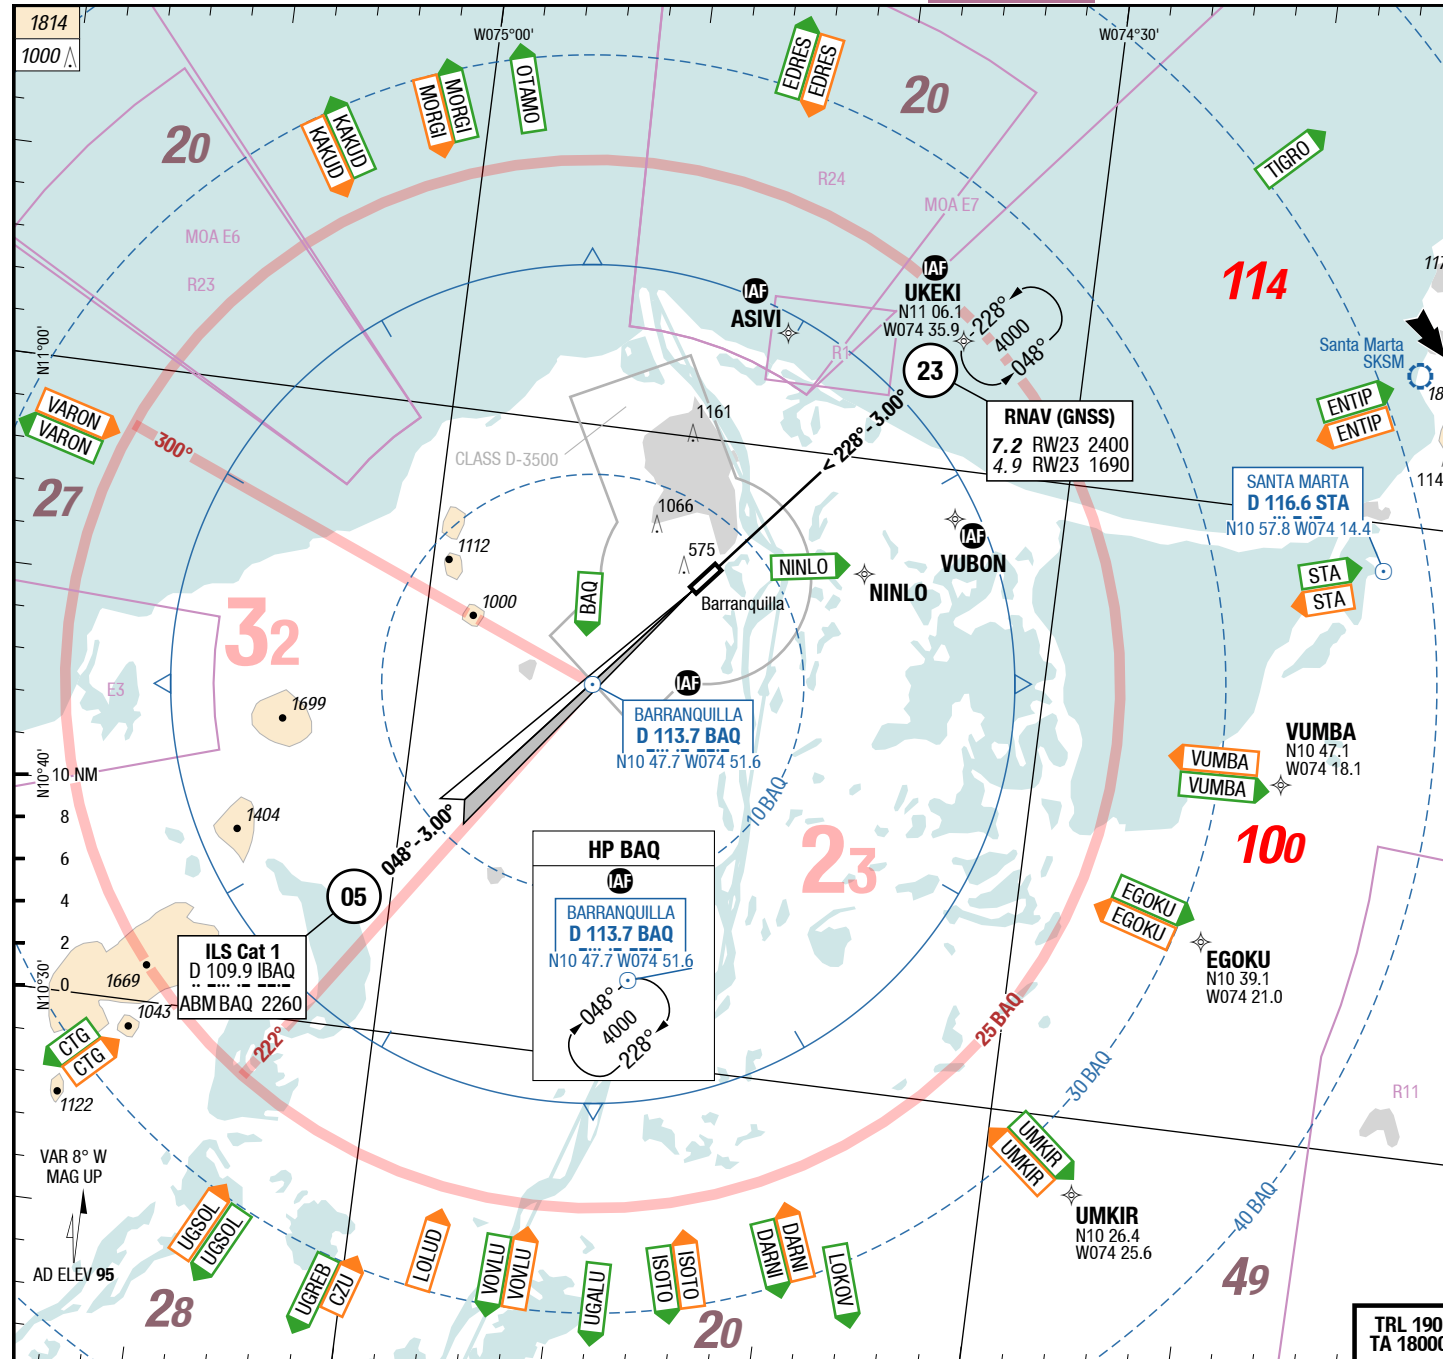 1814
1000
W075°00'
W074°30'
OTAMO
MORGI
MORGI
KAKUD
KAKUD
EDRES
EDRES
20
20
TIGRO
R24
MOA E7
MOA E6
R23
114
IAF
UKEKI
N11 06.1
W074 35.9
IAF
ASIVI
228°
4000
048°
R1
23
N11°00'
Santa Marta
SKSM
117
18
ENTIP
ENTIP
VARON
VARON
300°
1161
CLASS D-3500
< 228° - 3.00°
RNAV (GNSS)
7.2 RW23 2400
4.9 RW23 1690
27
SANTA MARTA
D 116.6 STA
N10 57.8 W074 14.4
114
1066
1112
575
IAF
VUBON
NINLO
NINLO
STA
STA
BAQ
Barranquilla
1000
32
E3
IAF
1699
BARRANQUILLA
D 113.7 BAQ
N10 47.7 W074 51.6
VUMBA
N10 47.1
W074 18.1
VUMBA
VUMBA
N10°40'
10 NM
8
6
4
2
0
10 BAQ
1404
048° - 3.00°
HP BAQ
IAF
BARRANQUILLA
D 113.7 BAQ
N10 47.7 W074 51.6
048°
4000
228°
23
100
05
EGOKU
EGOKU
EGOKU
N10 39.1
W074 21.0
ILS Cat 1
D 109.9 IBAQ
ABM BAQ 2260
1669
N10°30'
1043
CTG
CTG
222°
25 BAQ
30 BAQ
1122
R11
UMKIR
UMKIR
VAR 8° W
MAG UP
UMKIR
N10 26.4
W074 25.6
40 BAQ
UGSOL
UGSOL
AD ELEV 95
UGREB
CZU
LOLUD
VOVLU
VOVLU
UGALU
ISOTO
ISOTO
DARNI
DARNI
LOKOV
28
20
49
TRL 190
TA 18000